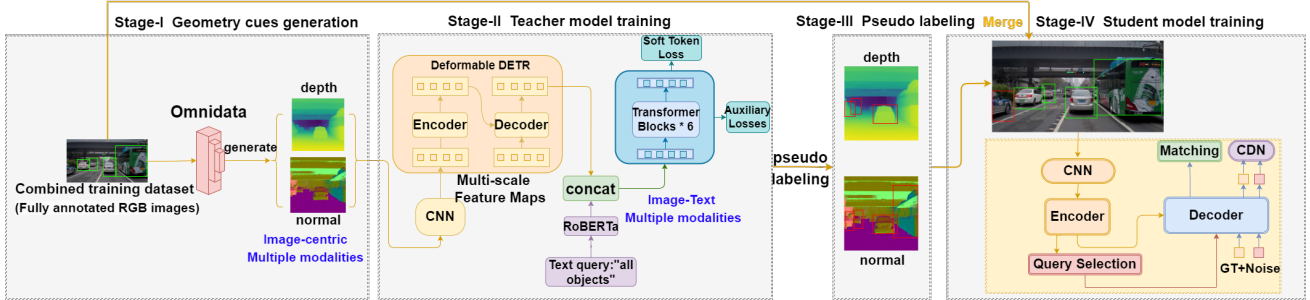 Stage-I Geometry cues generation
Omnidata
generate
depth
normal
Combined training dataset
(Fully annotated RGB images)
Image-centric
Multiple modalities
Stage-II Teacher model training
Deformable DETR
Encoder
Decoder
Multi-scale
Feature Maps
CNN
concat
RoBERTa
Text query:"all
objects"
Soft Token
Loss
Transformer
Blocks * 6
Auxiliary
Losses
Image-Text
Multiple modalities
pseudo
labeling
Stage-III Pseudo labeling
depth
normal
Merge
Stage-IV Student model training
CNN
Encoder
Query Selection
Matching
CDN
Decoder
GT+Noise